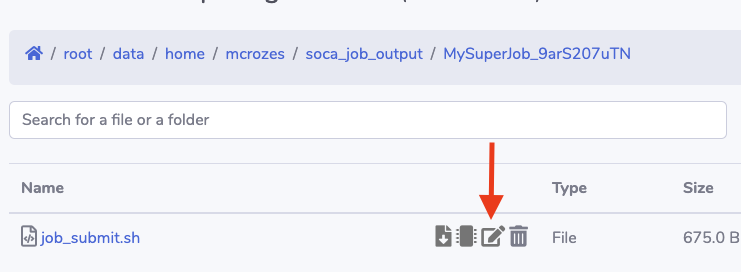 / root / data / home / mcrozes / soca_job_output / MySuperJob_9arS207uTN
Search for a file or a folder
Name Type Size
job_submit.sh File 675.0 B